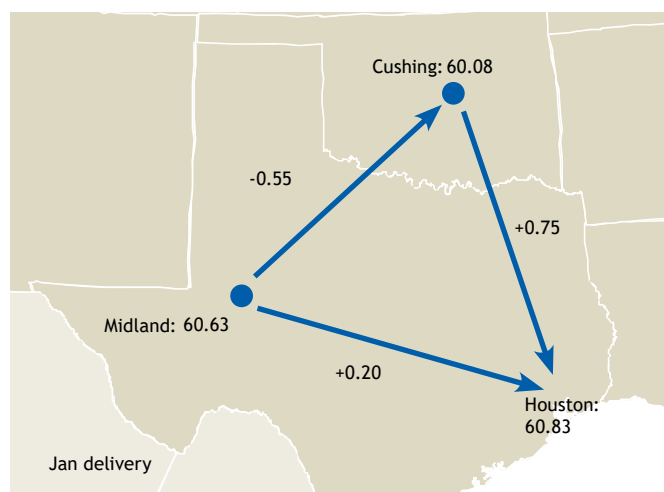 Cushing: 60.08
-0.55
+0.75
Midland: 60.63
+0.20
Houston:
60.83
Jan delivery